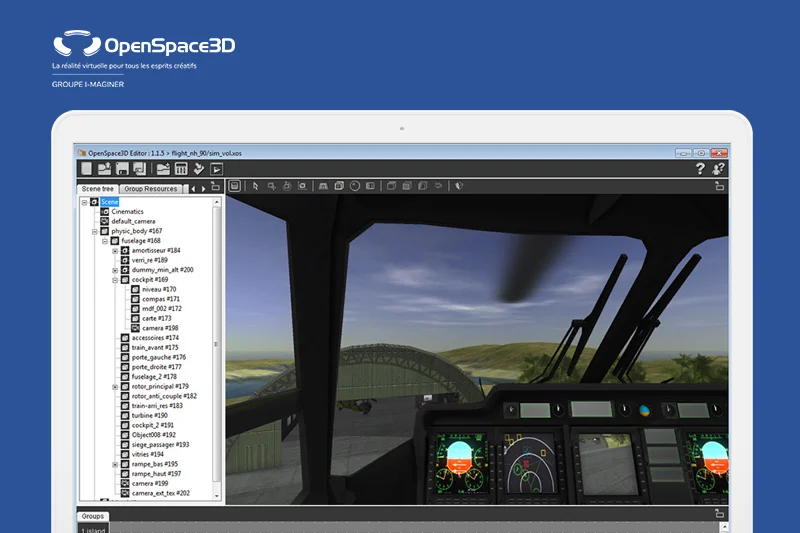 OpenSpace3D
La réalité virtuelle pour tous les esprits créatifs
GROUPE I-MAGINER
OpenSpace3D Editor : 1.1.5 > flight_nh_90/sim_vol.xos
Scene tree
Group Resources
Scene
Cinematics
default_camera
physic_body #167
fuselage #168
amortisseur #184
verri_re #189
dummy_min_alt #200
cockpit #169
niveau #170
compas #171
mdf_002 #172
carte #173
camera #198
accessoires #174
train_avant #175
porte_gauche #176
porte_droite #177
fuselage_2 #178
rotor_principal #179
rotor_anti_couple #182
train-arri_res #183
turbine #190
cockpit_2 #191
Object008 #192
siege_passager #193
vitries #194
rampe_bas #195
rampe_haut #197
camera #199
camera_ext_tex #202
Groups
1 island